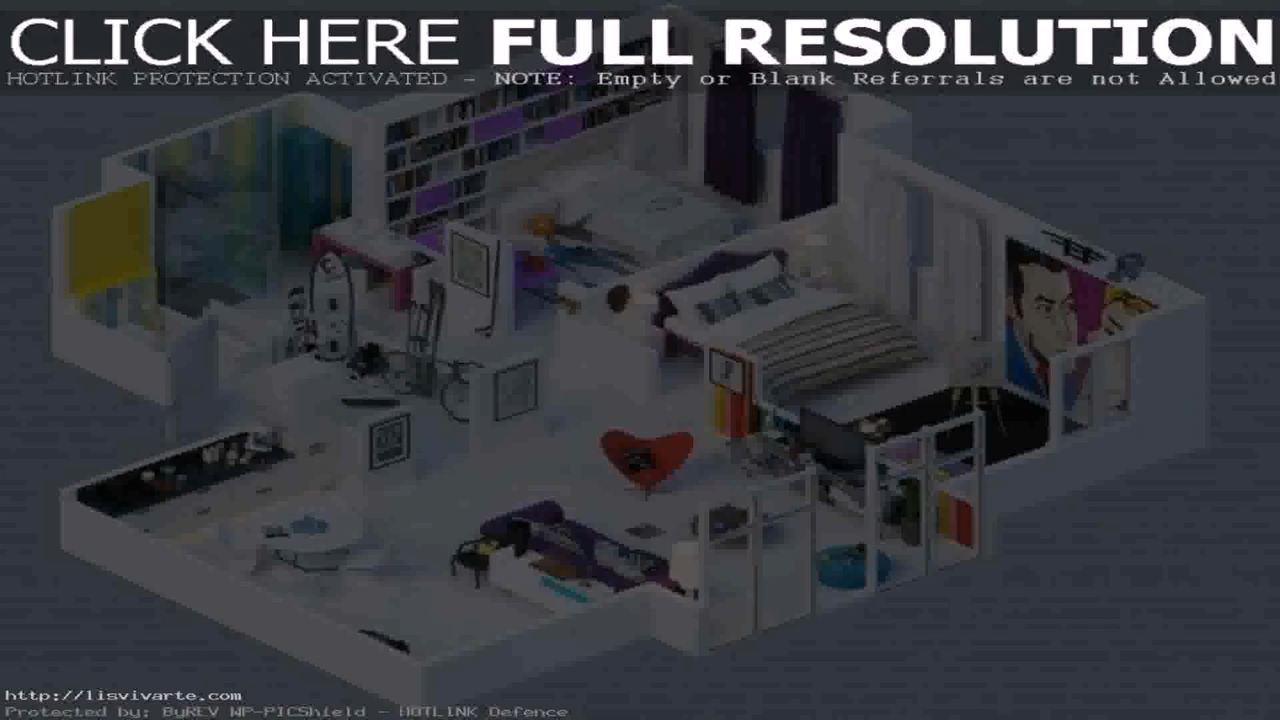 CLICK HERE FULL RESOLUTION
HOTLINK PROTECTION ACTIVATED - NOTE: Empty or Blank Referrals are not Allowed
http://lisvivarte.com
Protected by: ByREV WP-PICShield - HOTLINK Defence